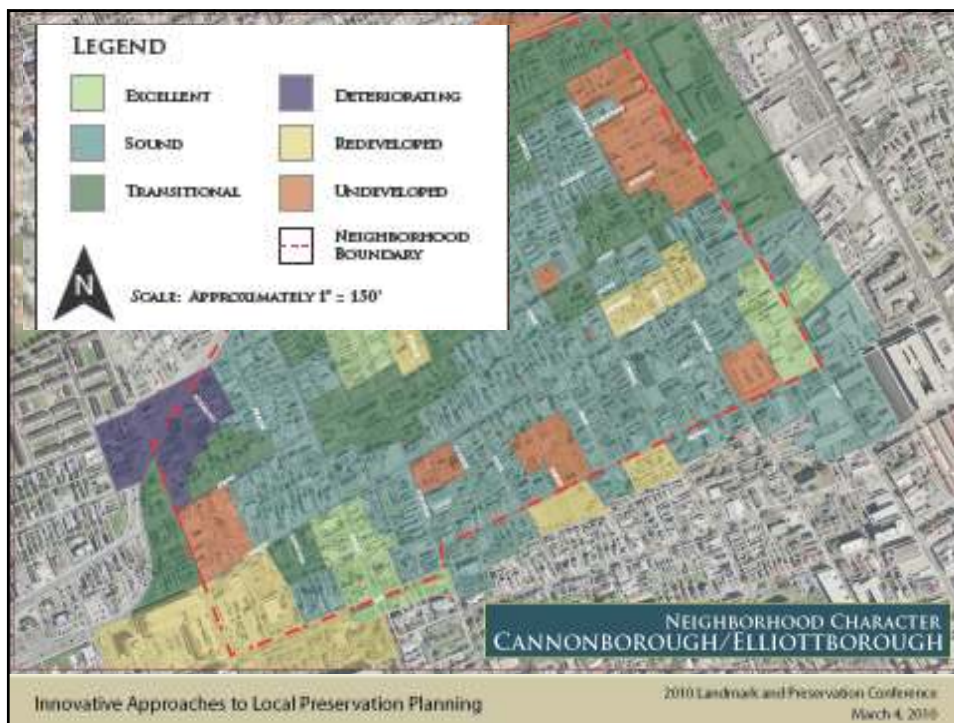 LEGEND
EXCELLENT
SOUND
TRANSITIONAL
DETERIORATING
REDEVELOPED
UNDEVELOPED
NEIGHBORHOOD
BOUNDARY
N
SCALE: APPROXIMATELY 1" = 150'
NEIGHBORHOOD CHARACTER
CANNONBOROUGH/ELLIOTTBOROUGH
Innovative Approaches to Local Preservation Planning
2010 Landmark and Preservation Conference
March 4, 2010